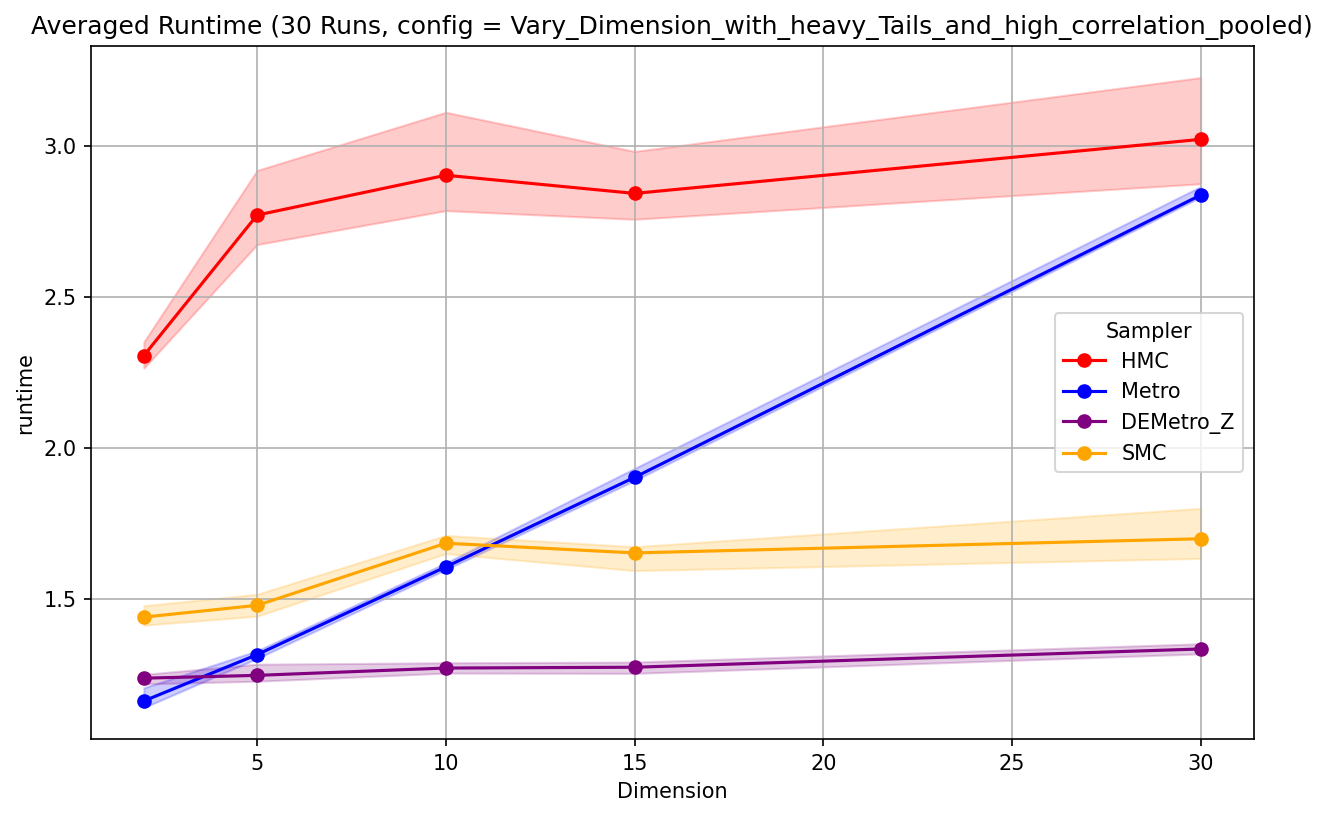 Averaged Runtime (30 Runs, config = Vary_Dimension_with_heavy_Tails_and_high_correlation_pooled)
3.0
2.5
2.0
1.5
runtime
Sampler
HMC
Metro
DEMetro_Z
SMC
5 10 15 20 25 30
Dimension